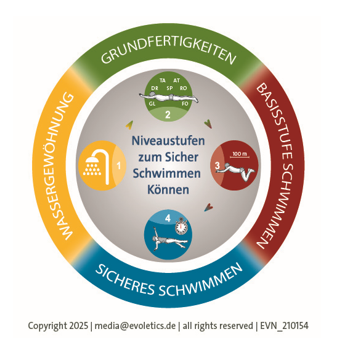 GRUNDFERTIGKEITEN
WASSERGEWÖHNUNG
BASISSTUFE SCHWIMMEN
TA AT
DR SP RO
GL FO
2
Niveaustufen
zum Sicher
Schwimmen
Können
1
100 m
3
4
SICHERES SCHWIMMEN
Copyright 2025 | media@evoletics.de | all rights reserved | EVN_210154